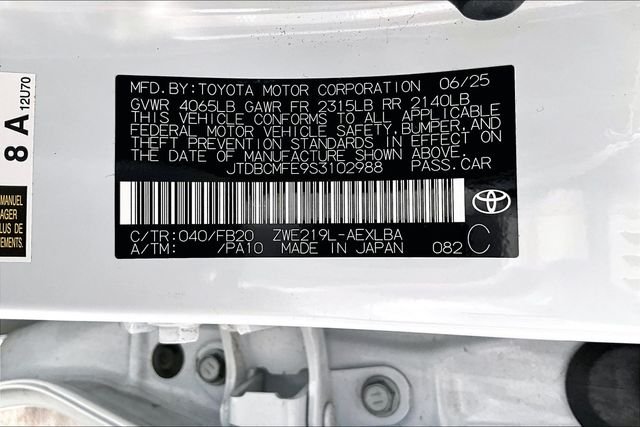 MFD.BY:TOYOTA MOTOR CORPORATION 06/25
GVWR 4065LB GAWR FR 2315LB RR 2140LB
THIS VEHICLE CONFORMS TO ALL APPLICABLE
FEDERAL MOTOR VEHICLE SAFETY,BUMPER,AND
THEFT PREVENTION STANDARDS IN EFFECT ON
THE DATE OF MANUFACTURE SHOWN ABOVE.
JTDBCMFE9S3102988 PASS.CAR
C/TR:040/FB20 ZWE219L-AEXLBA
A/TM: /PA10 MADE IN JAPAN 082 C
8 A 12U70
MANUEL
AGER
LUS DE
NEMENTS.